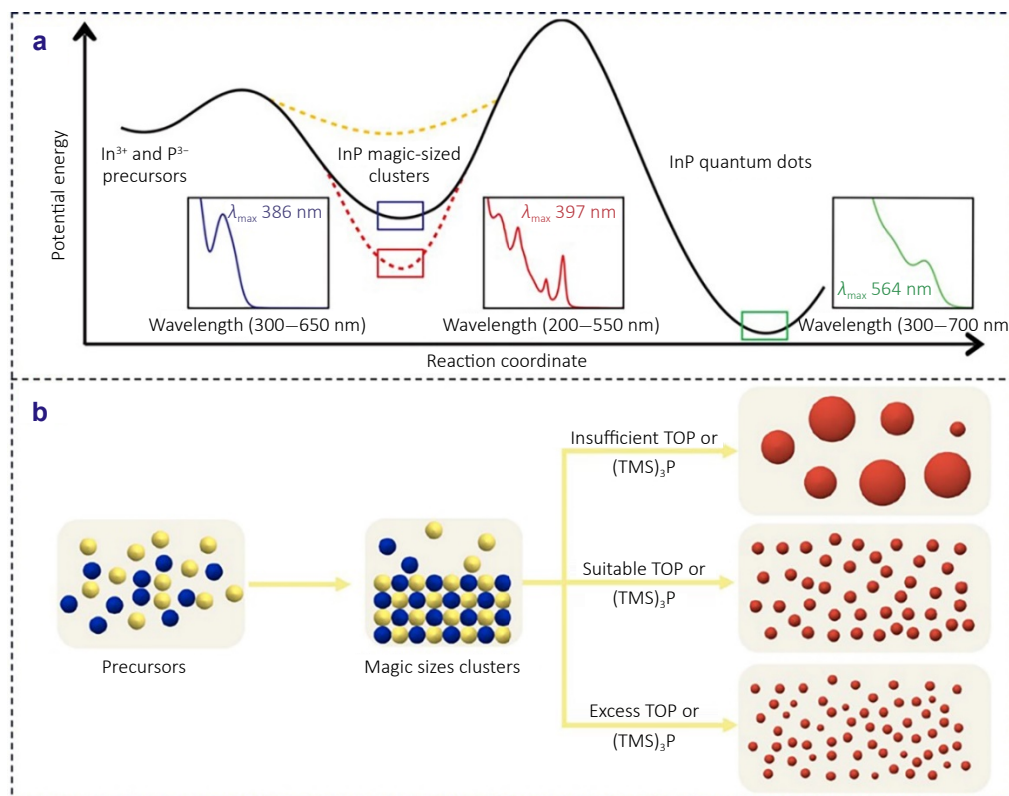 a
Potential energy
In³⁺ and P³⁻
precursors
InP magic-sized
clusters
InP quantum dots
λmax 386 nm
λmax 397 nm
λmax 564 nm
Wavelength (300—650 nm)
Wavelength (200—550 nm)
Wavelength (300—700 nm
Reaction coordinate
b
Precursors
Magic sizes clusters
Insufficient TOP or
(TMS)₃P
Suitable TOP or
(TMS)₃P
Excess TOP or
(TMS)₃P